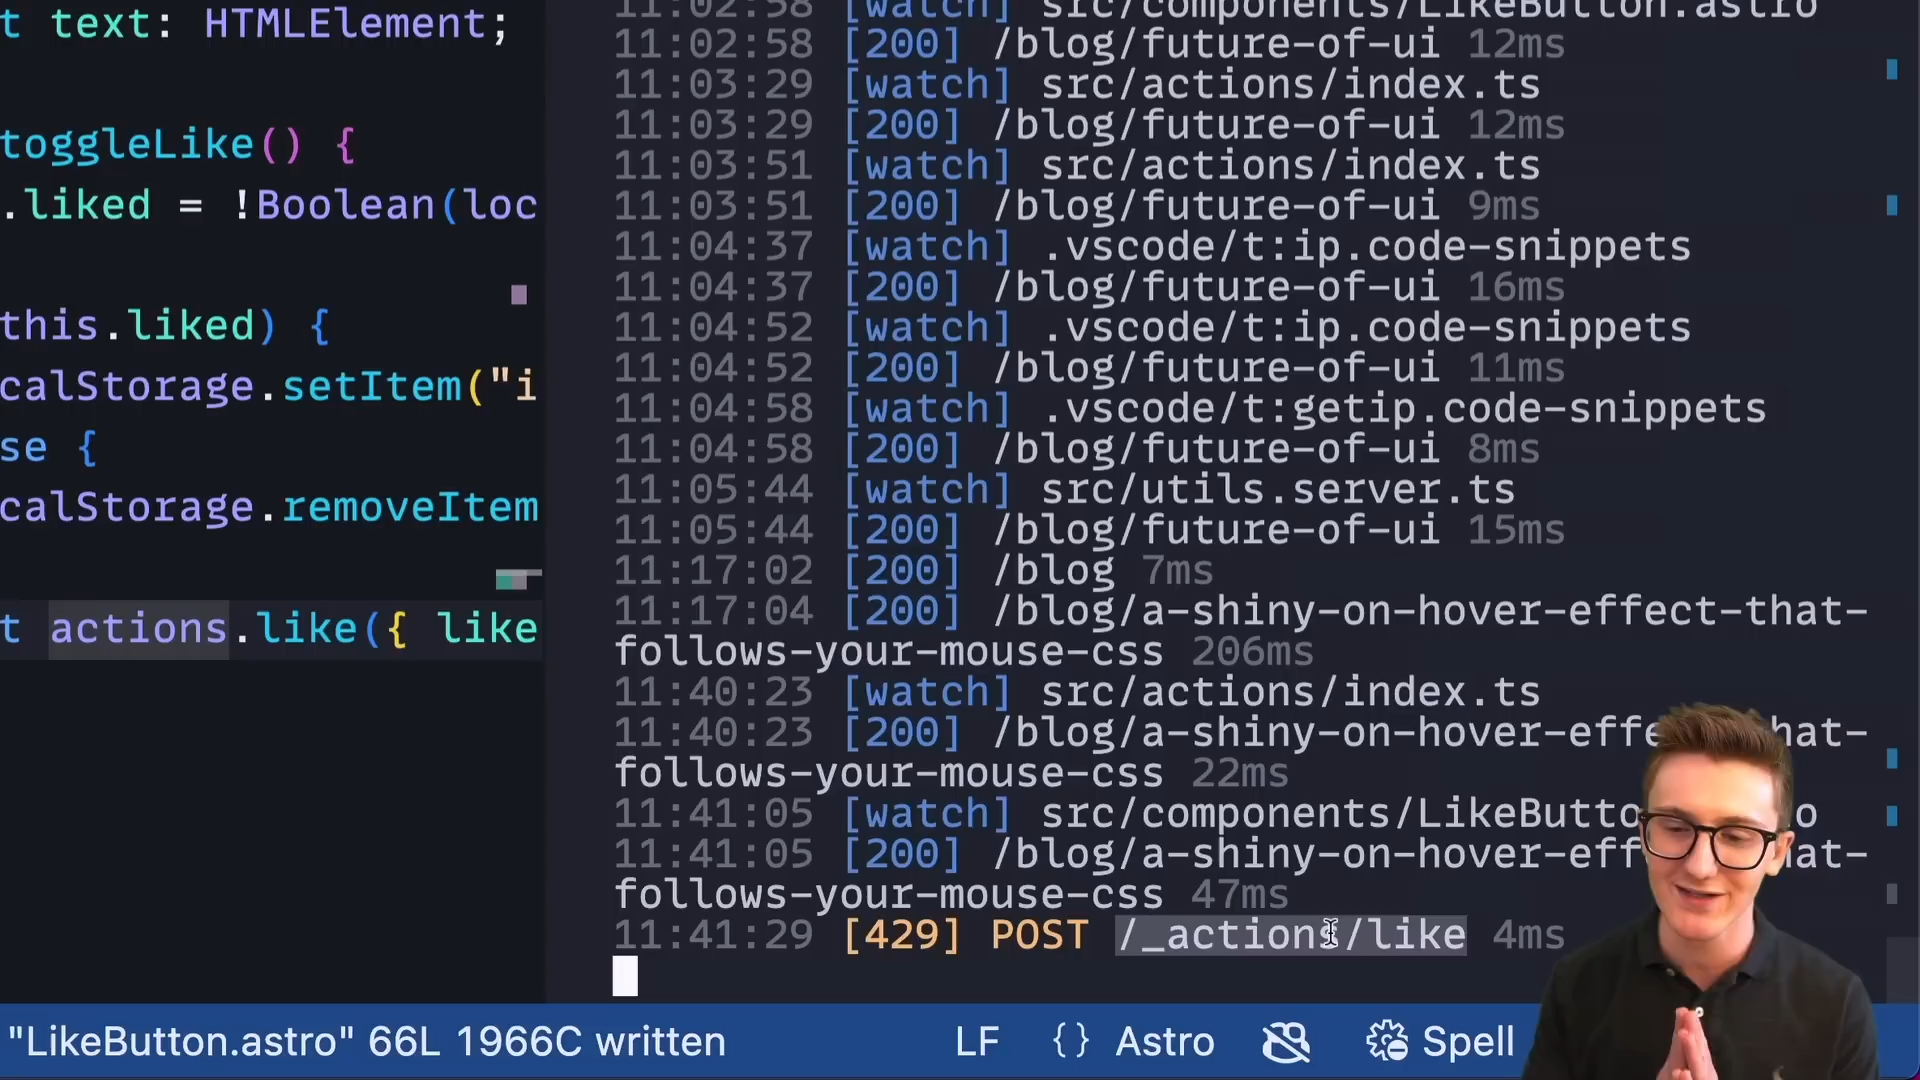 t text: HTMLElement;
toggleLike() {
.liked = !Boolean(loc
this.liked) {
calStorage.setItem("i
se {
calStorage.removeItem
t actions.like({ like
11:02:58 [watch] src/components/LikeButton.astro
11:02:58 [200] /blog/future-of-ui 12ms
11:03:29 [watch] src/actions/index.ts
11:03:29 [200] /blog/future-of-ui 12ms
11:03:51 [watch] src/actions/index.ts
11:03:51 [200] /blog/future-of-ui 9ms
11:04:37 [watch] .vscode/t:ip.code-snippets
11:04:37 [200] /blog/future-of-ui 16ms
11:04:52 [watch] .vscode/t:ip.code-snippets
11:04:52 [200] /blog/future-of-ui 11ms
11:04:58 [watch] .vscode/t:getip.code-snippets
11:04:58 [200] /blog/future-of-ui 8ms
11:05:44 [watch] src/utils.server.ts
11:05:44 [200] /blog/future-of-ui 15ms
11:17:02 [200] /blog 7ms
11:17:04 [200] /blog/a-shiny-on-hover-effect-that-
follows-your-mouse-css 206ms
11:40:23 [watch] src/actions/index.ts
11:40:23 [200] /blog/a-shiny-on-hover-effe hat-
follows-your-mouse-css 22ms
11:41:05 [watch] src/components/LikeButto o
11:41:05 [200] /blog/a-shiny-on-hover-eff at-
follows-your-mouse-css 47ms
11:41:29 [429] POST /_actions/like 4ms
"LikeButton.astro" 66L 1966C written LF {} Astro Spell